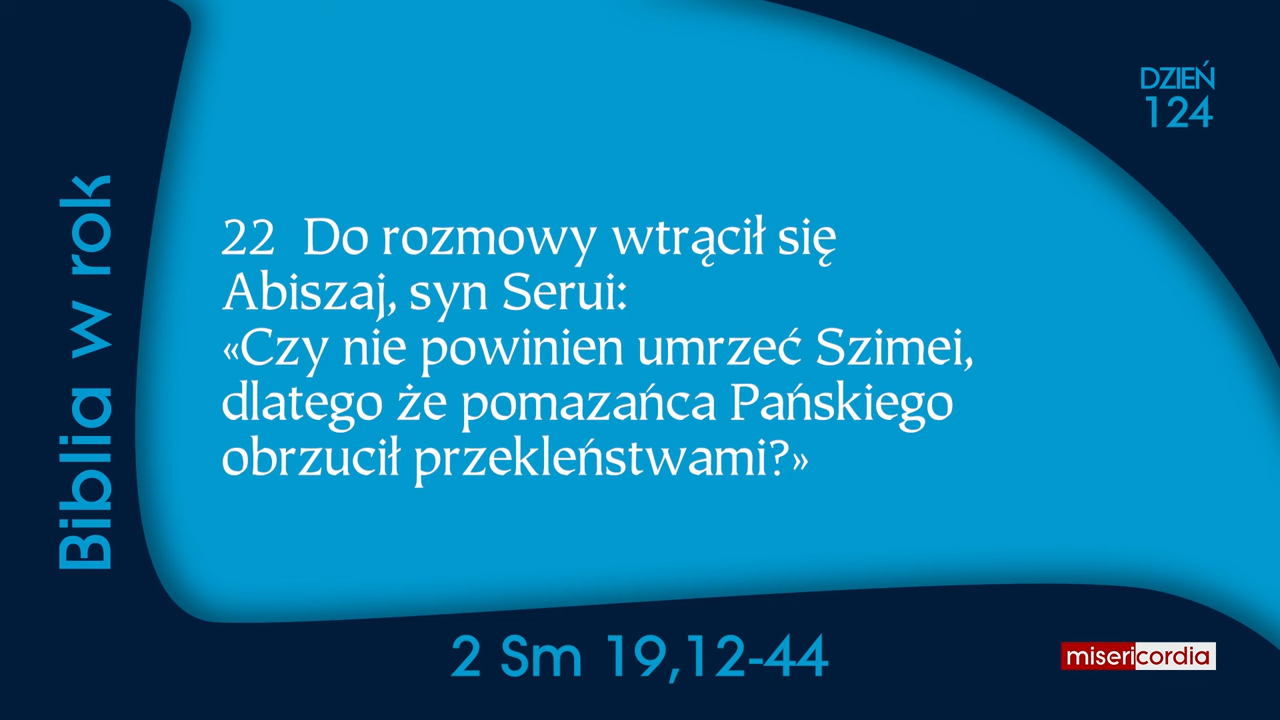 DZIEŃ
124
Biblia w rok
22 Do rozmowy wtrącił się
Abiszaj, syn Serui:
«Czy nie powinien umrzeć Szimei,
dlatego że pomazańca Pańskiego
obrzucił przekleństwami?»
2 Sm 19,12-44
misericordia